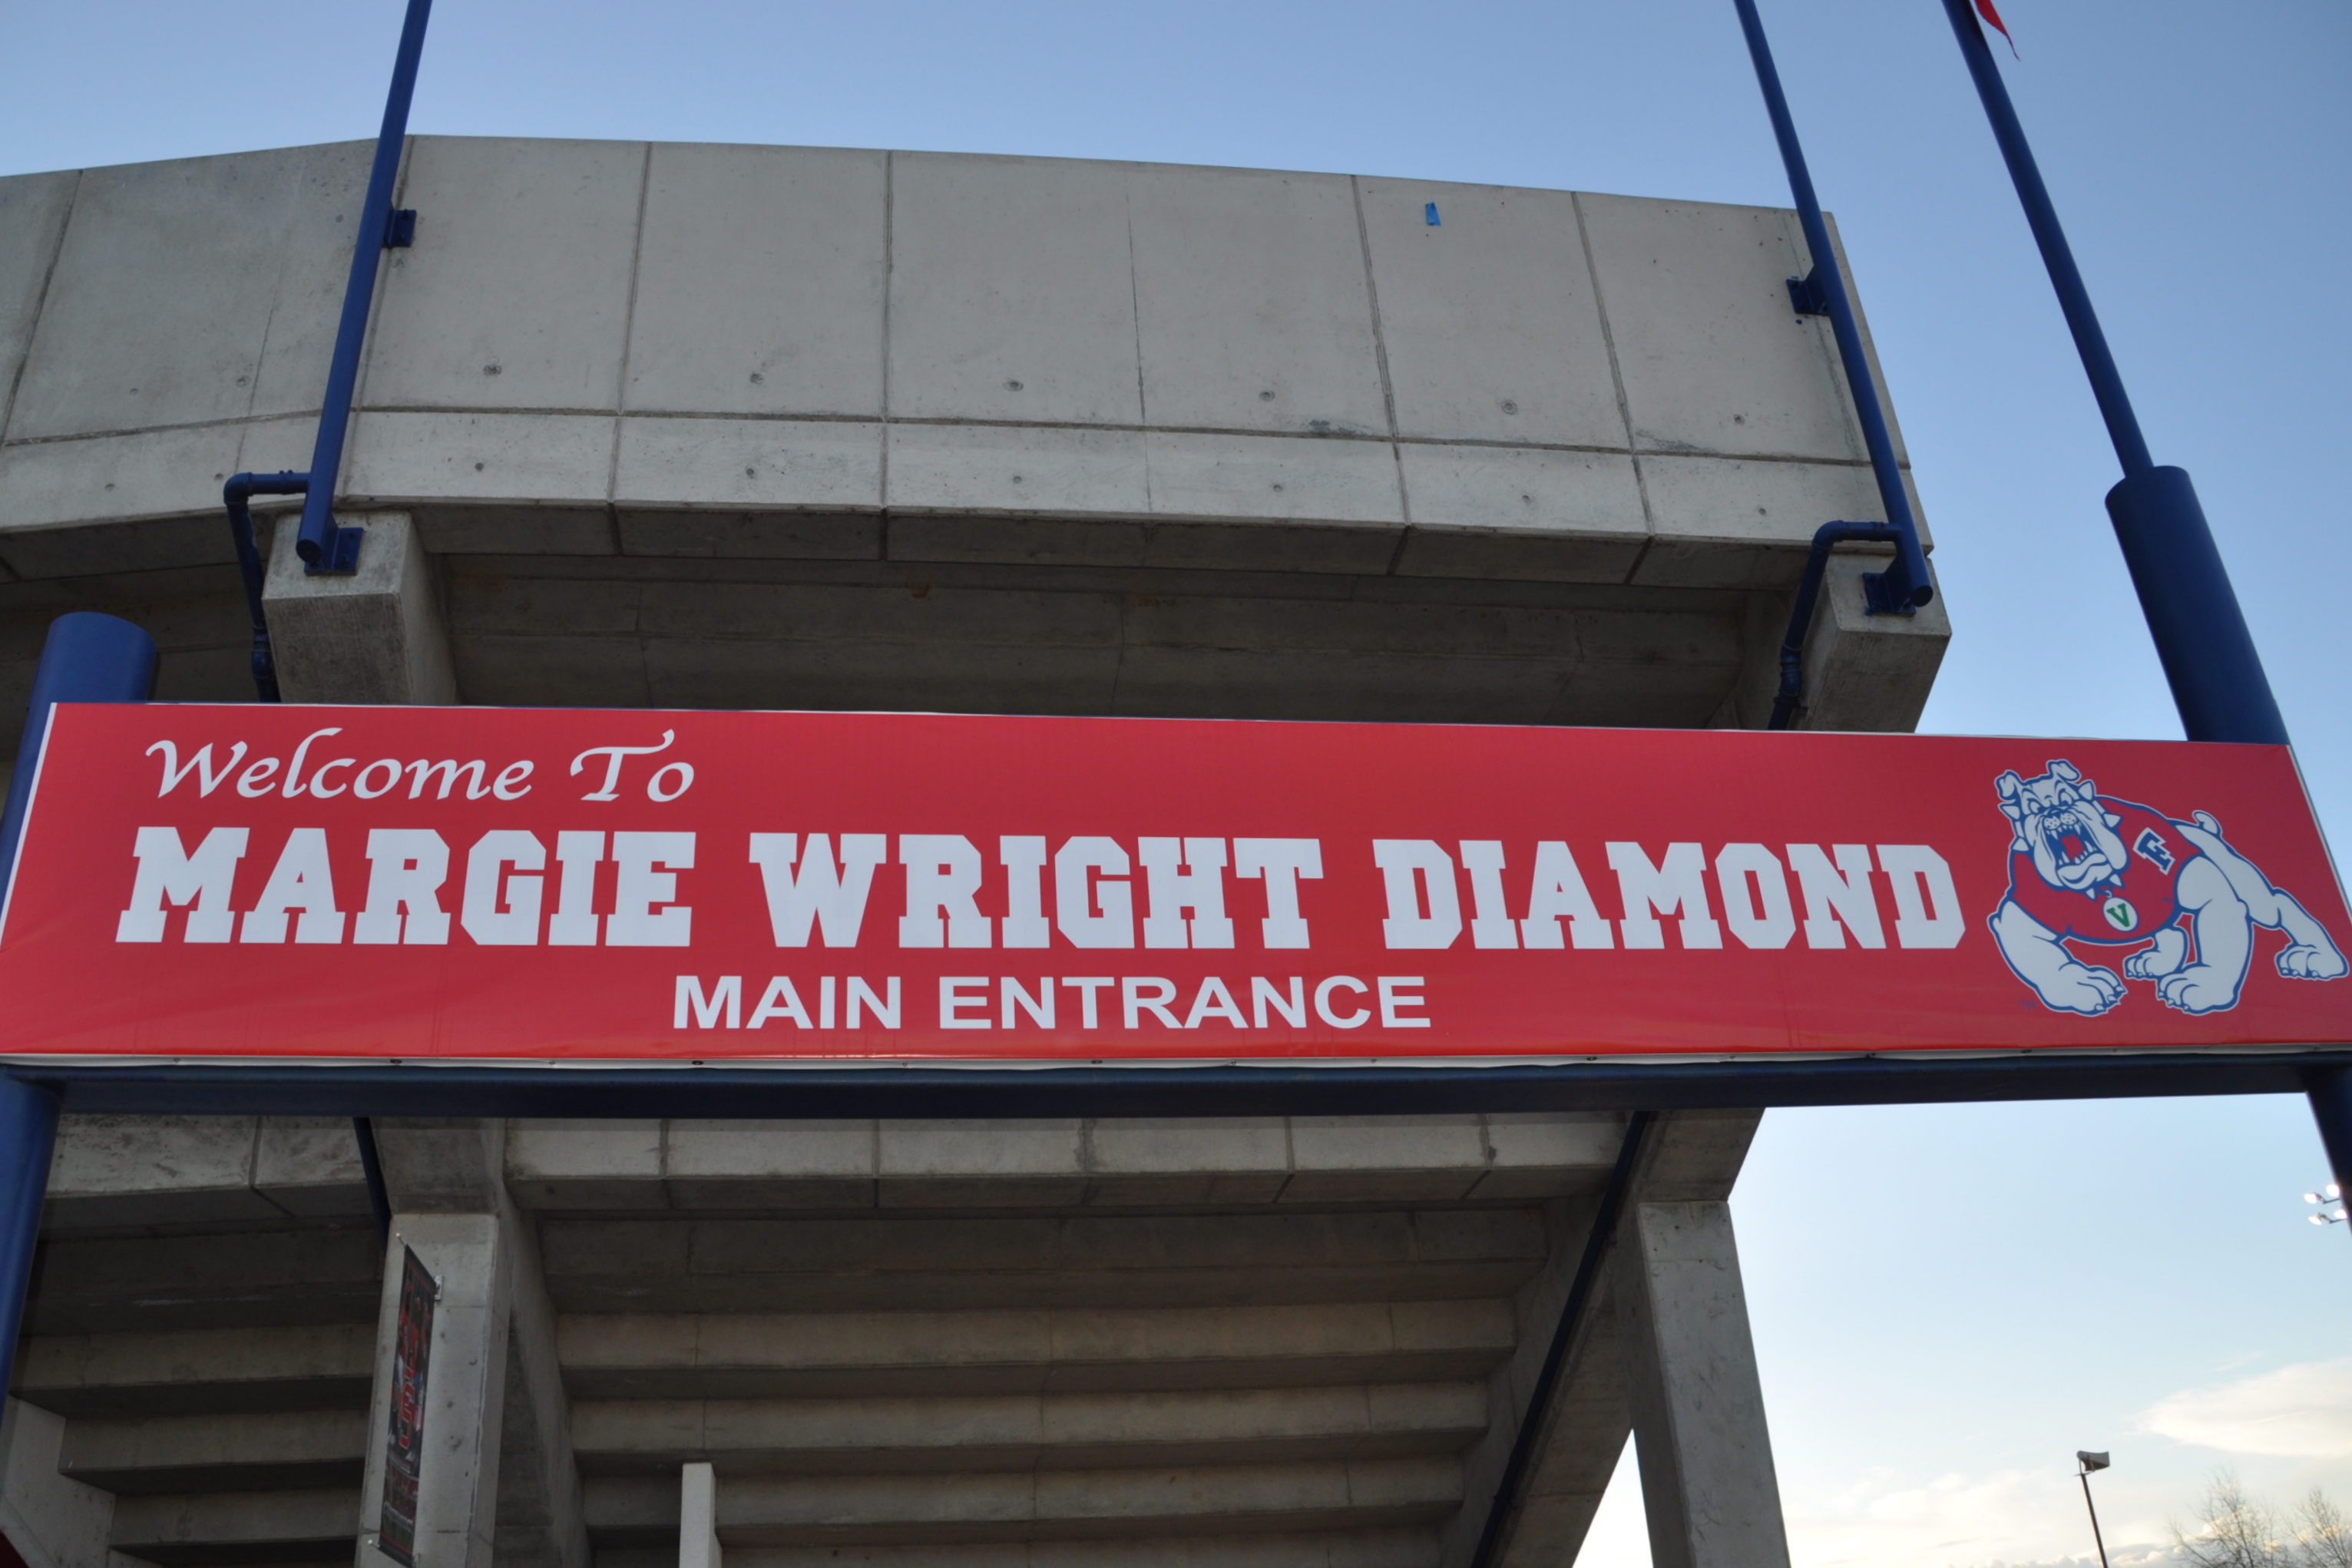 Welcome To
MARGIE WRIGHT DIAMOND
MAIN ENTRANCE
F
V